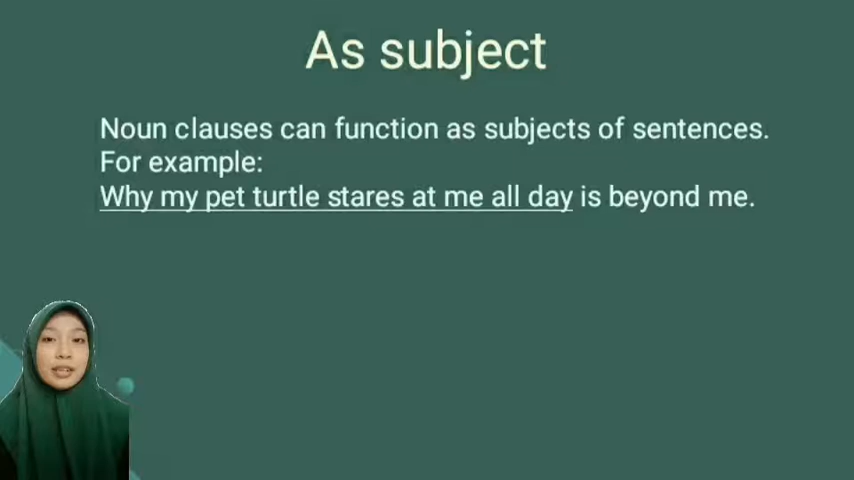 As subject
Noun clauses can function as subjects of sentences.
For example:
Why my pet turtle stares at me all day is beyond me.